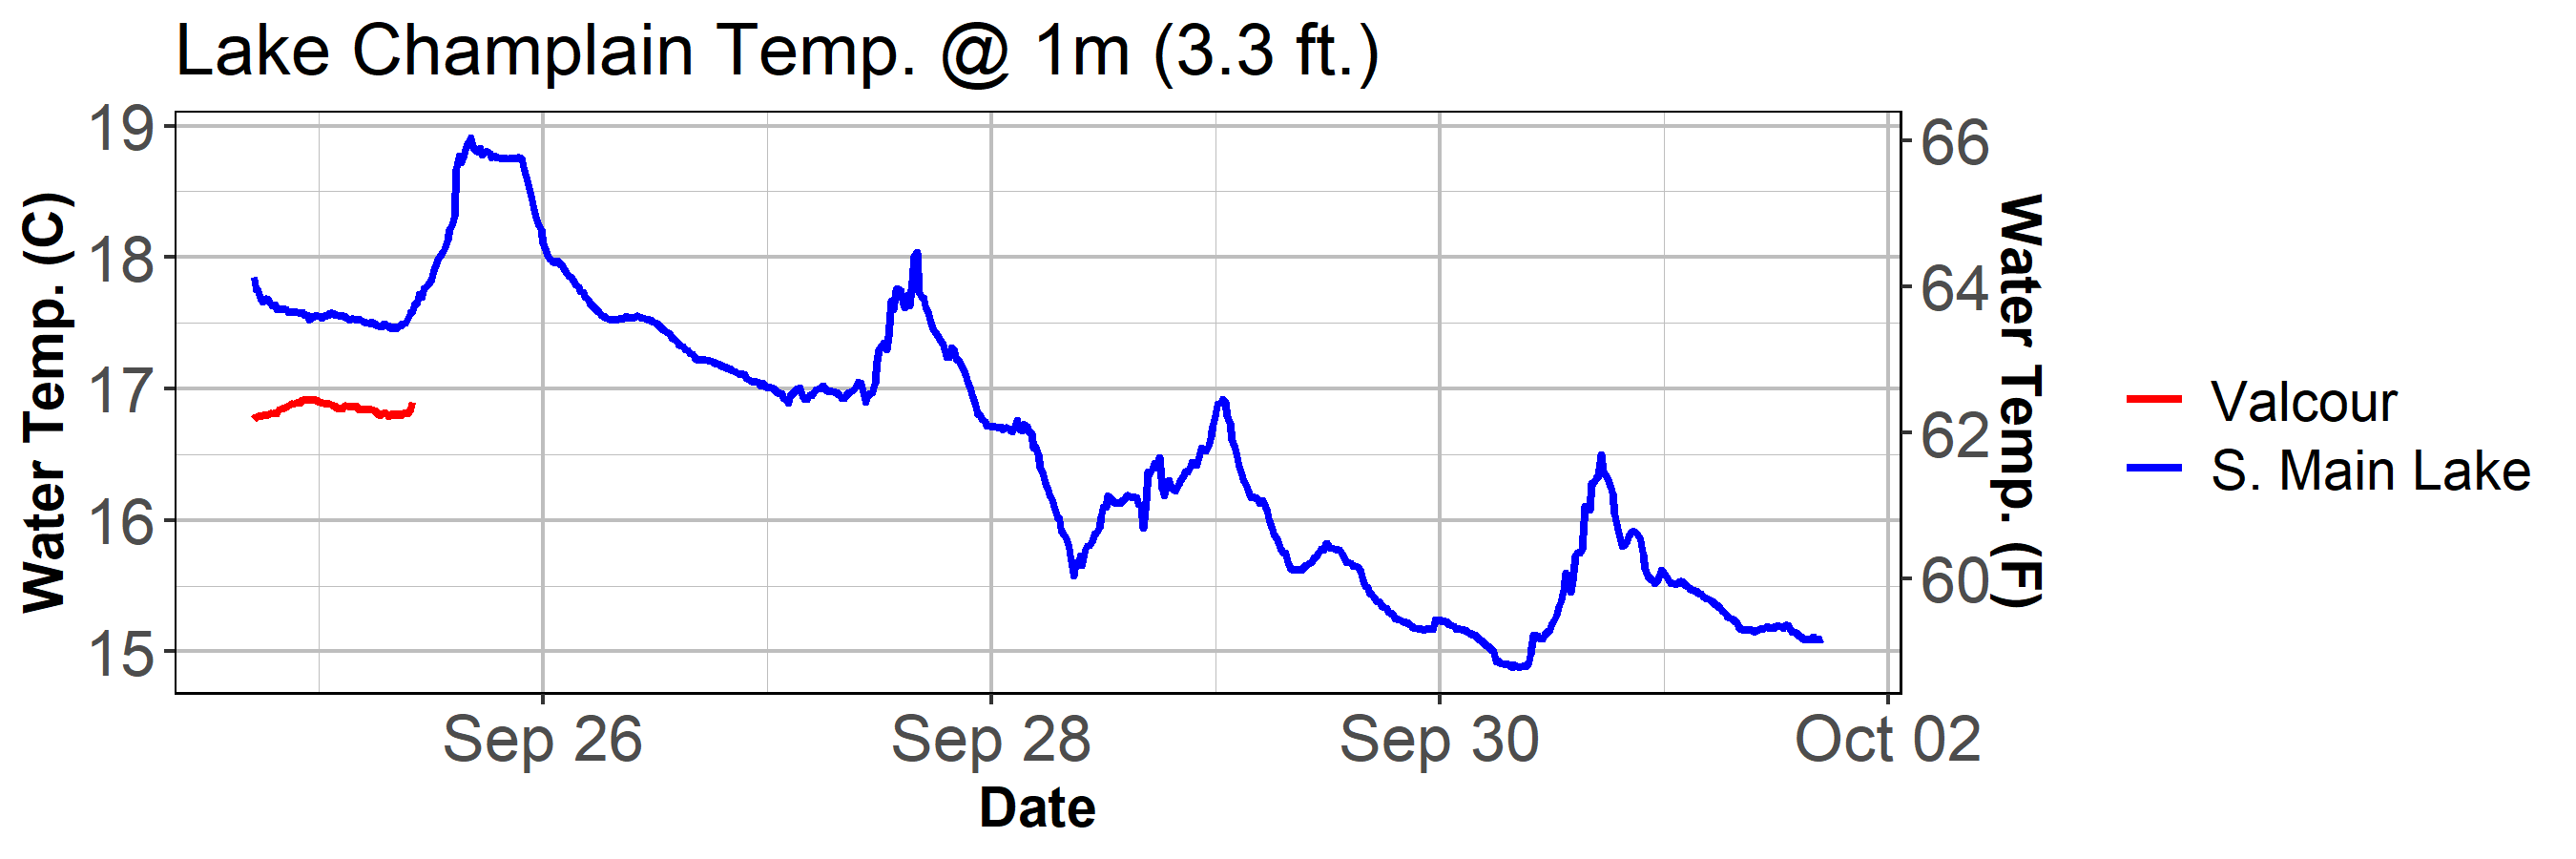 Lake Champlain Temp. @ 1m (3.3 ft.)
Water Temp. (C)
19
18
17
16
15
66
64
62
60
Water Temp. (F)
Sep 26
Sep 28
Sep 30
Oct 02
Date
Valcour
S. Main Lake